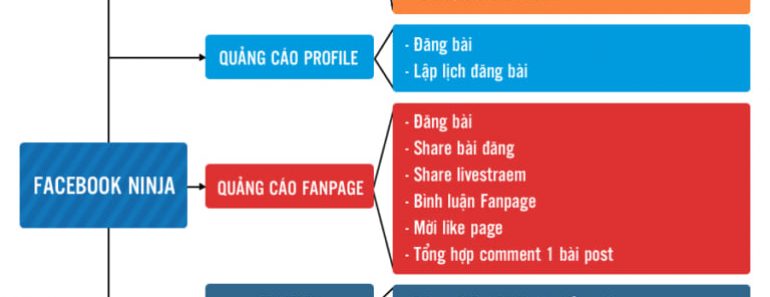 QUẢNG CÁO PROFILE
- Đăng bài
- Lập lịch đăng bài
FACEBOOK NINJA
QUẢNG CÁO FANPAGE
- Đăng bài
- Share bài đăng
- Share livestraem
- Bình luận Fanpage
- Mời like page
- Tổng hợp comment 1 bài post